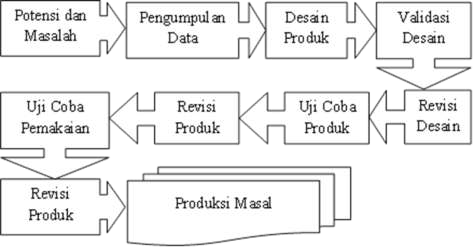 Potensi dan
Masalah
Pengumpulan
Data
Desain
Produk
Validasi
Desain
Revisi
Desain
Uji Coba
Produk
Revisi
Produk
Uji Coba
Pemakaian
Revisi
Produk
Produksi Masal